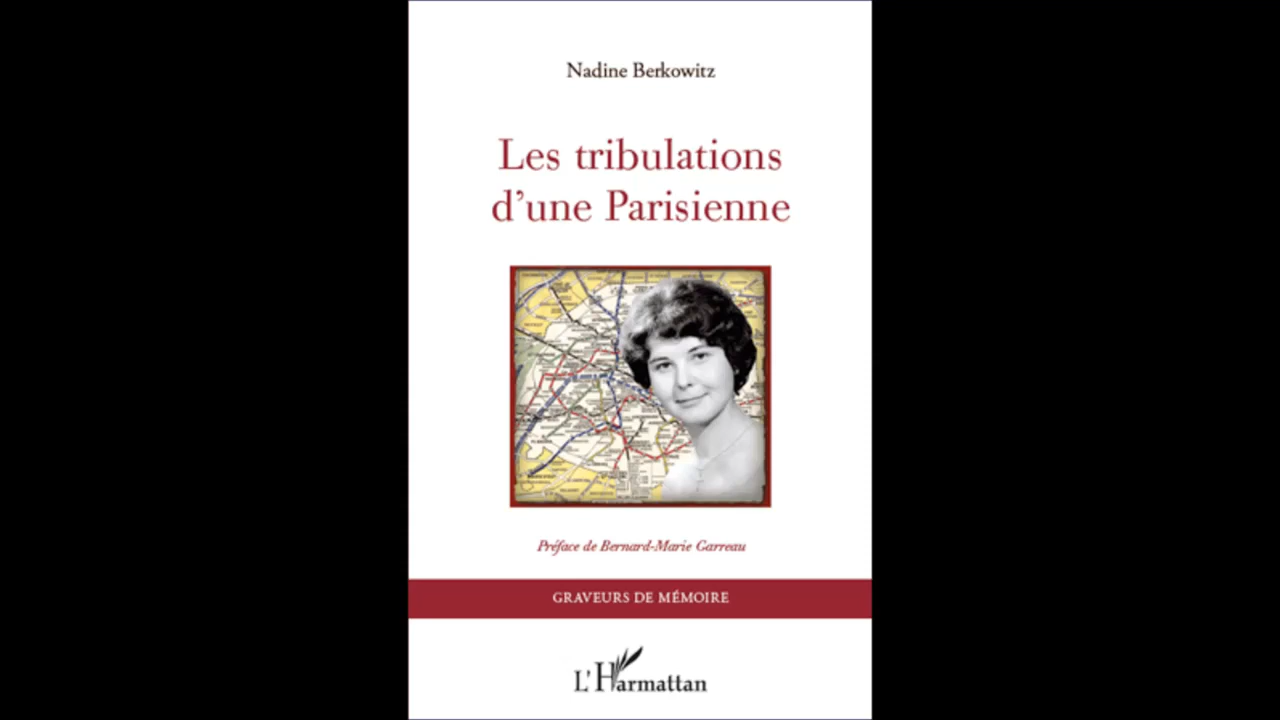 Nadine Berkowitz
Les tribulations
d'une Parisienne
Préface de Bernard-Marie Garreau
GRAVEURS DE MÉMOIRE
L'Harmattan